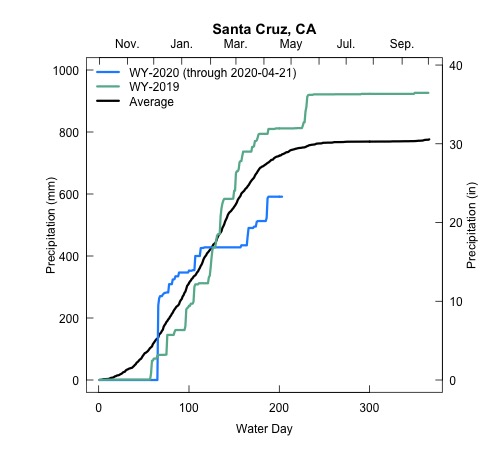 Santa Cruz, CA
Nov. Jan. Mar. May Jul. Sep.
WY-2020 (through 2020-04-21)
WY-2019
Average
Precipitation (mm)
1000
800
600
400
200
0
40
30
20
10
0
Precipitation (in)
0 100 200 300
Water Day